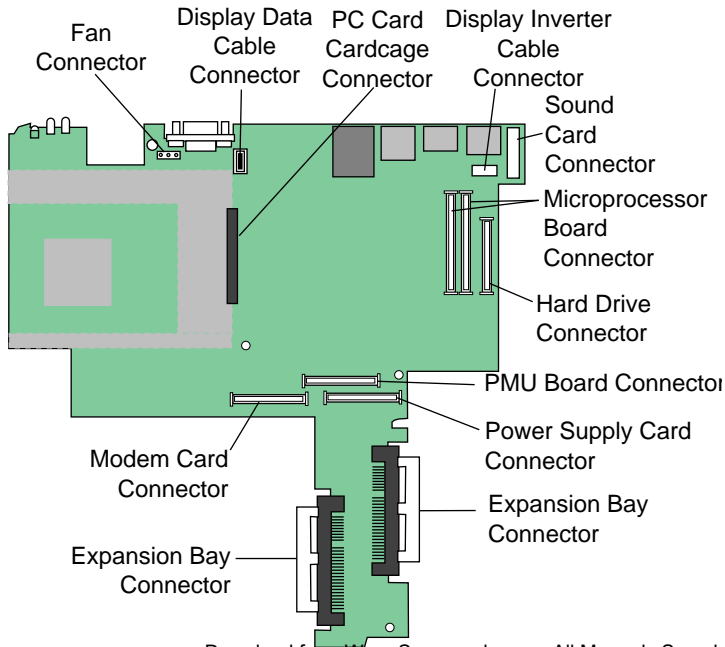 Fan
Connector
Display Data
Cable
Connector
PC Card
Cardcage
Connector
Display Inverter
Cable
Connector
Sound
Card
Connector
Microprocessor
Board
Connector
Hard Drive
Connector
PMU Board Connector
Power Supply Card
Connector
Modem Card
Connector
Expansion Bay
Connector
Expansion Bay
Connector